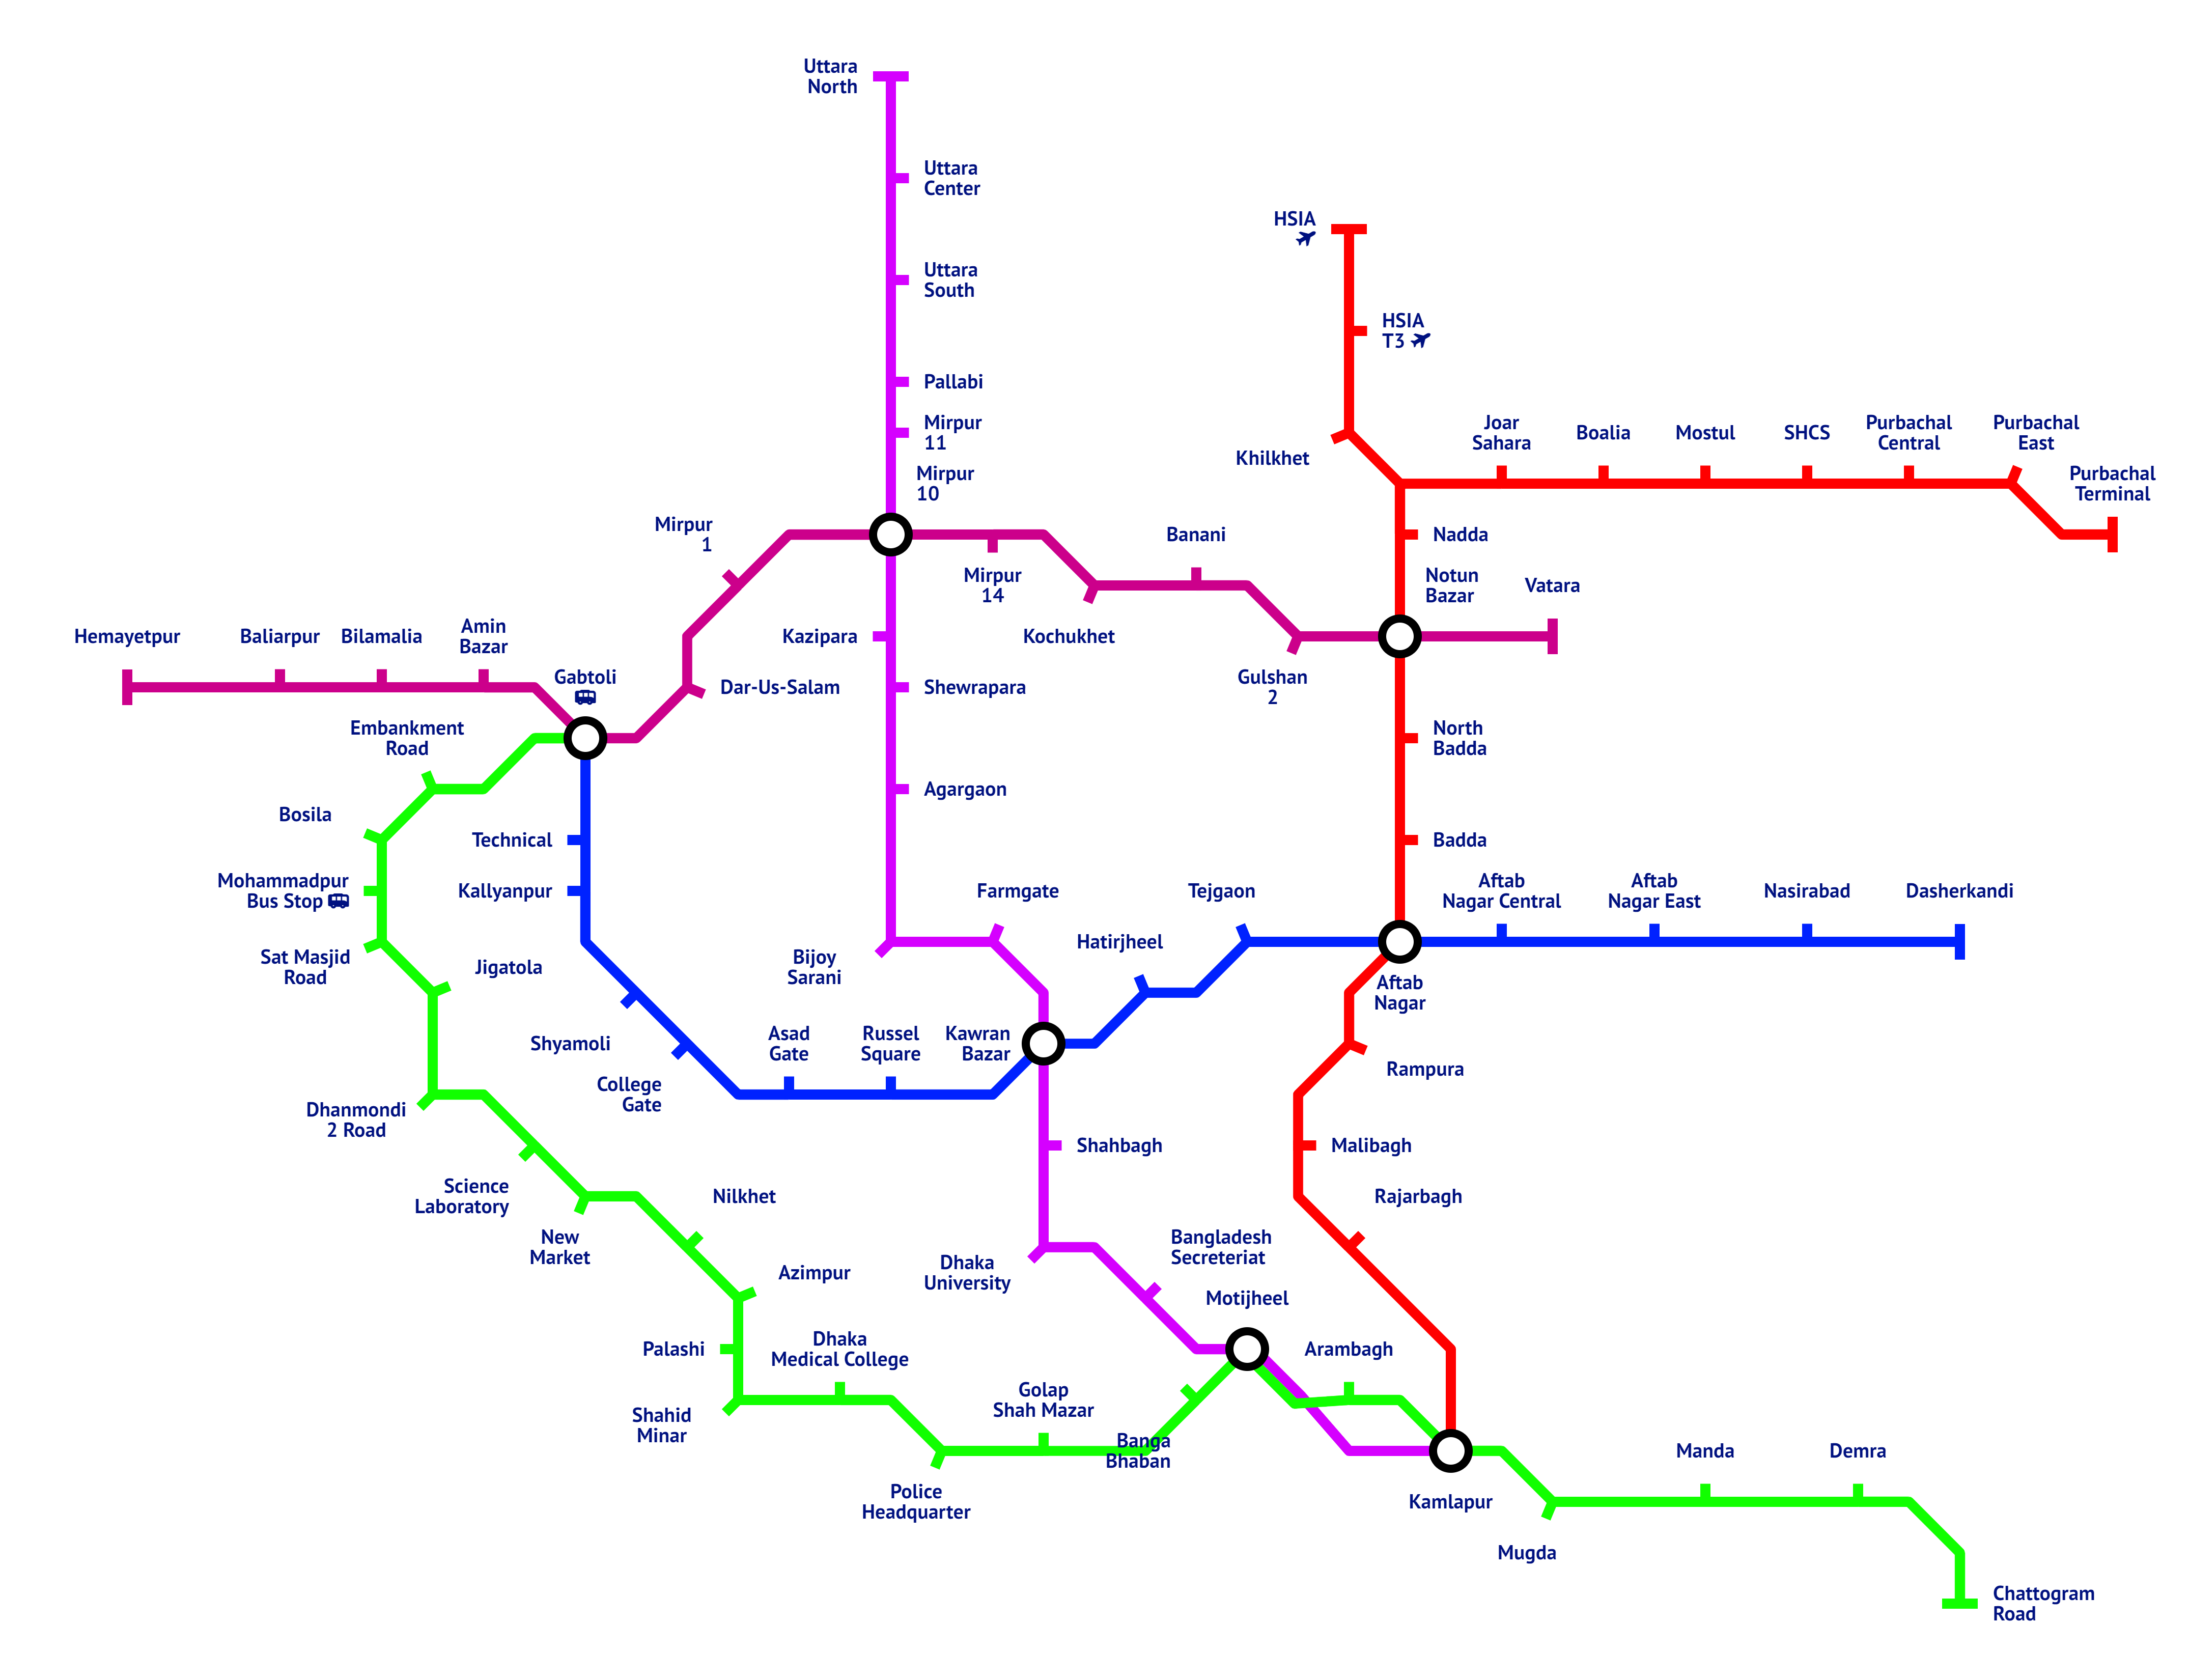 Uttara
North
Uttara
Center
HSIA
Uttara
South
HSIA
T3
Pallabi
Mirpur
11
Joar
Sahara
Boalia
Mostul
SHCS
Purbachal
Central
Purbachal
East
Khilkhet
Mirpur
10
Purbachal
Terminal
Mirpur
1
Banani
Nadda
Mirpur
14
Notun
Bazar
Vatara
Hemayetpur
Baliarpur
Bilamalia
Amin
Bazar
Kazipara
Kochukhet
Gabtoli
Dar-Us-Salam
Shewrapara
Gulshan
2
Embankment
Road
North
Badda
Agargaon
Bosila
Technical
Badda
Mohammadpur
Bus Stop
Kallyanpur
Farmgate
Tejgaon
Aftab
Nagar Central
Aftab
Nagar East
Nasirabad
Dasherkandi
Hatirjheel
Sat Masjid
Road
Jigatola
Bijoy
Sarani
Aftab
Nagar
Shyamoli
Asad
Gate
Russel
Square
Kawran
Bazar
Rampura
College
Gate
Dhanmondi
2 Road
Shahbagh
Malibagh
Science
Laboratory
Nilkhet
Rajarbagh
New
Market
Bangladesh
Secreteriat
Azimpur
Dhaka
University
Motijheel
Palashi
Dhaka
Medical College
Arambagh
Golap
Shah Mazar
Shahid
Minar
Banga
Bhaban
Manda
Demra
Police
Headquarter
Kamlapur
Mugda
Chattogram
Road